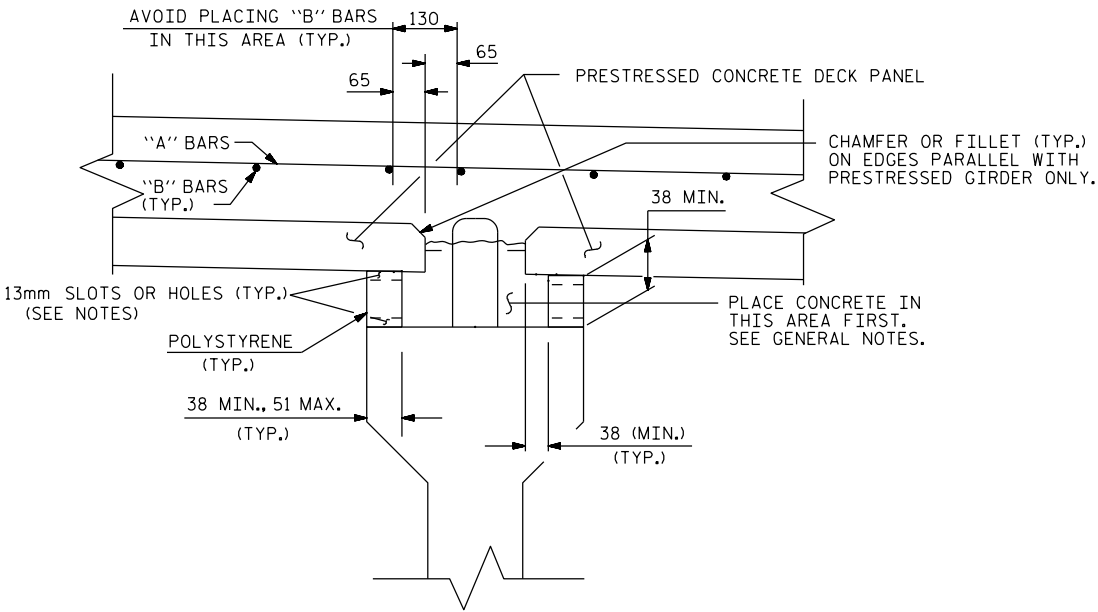 AVOID PLACING "B" BARS
IN THIS AREA (TYP.)
130
65
65
PRESTRESSED CONCRETE DECK PANEL
"A" BARS
CHAMFER OR FILLET (TYP.)
ON EDGES PARALLEL WITH
PRESTRESSED GIRDER ONLY.
"B" BARS
(TYP.)
38 MIN.
13mm SLOTS OR HOLES (TYP.)
(SEE NOTES)
PLACE CONCRETE IN
THIS AREA FIRST.
SEE GENERAL NOTES.
POLYSTYRENE
(TYP.)
38 MIN., 51 MAX.
(TYP.)
38 (MIN.)
(TYP.)